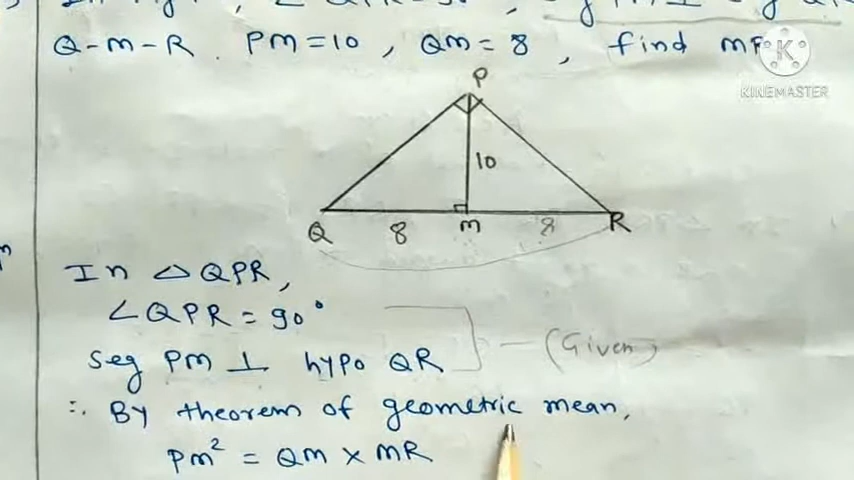 Q-M-R. PM=10, QM=8, find
KINEMASTER
P
10
Q 8 M 8 R
In △QPR,
∠QPR=90°
seg PM ⊥ hypo QR — (Given)
∴ By theorem of geometric mean,
PM² = QM × MR